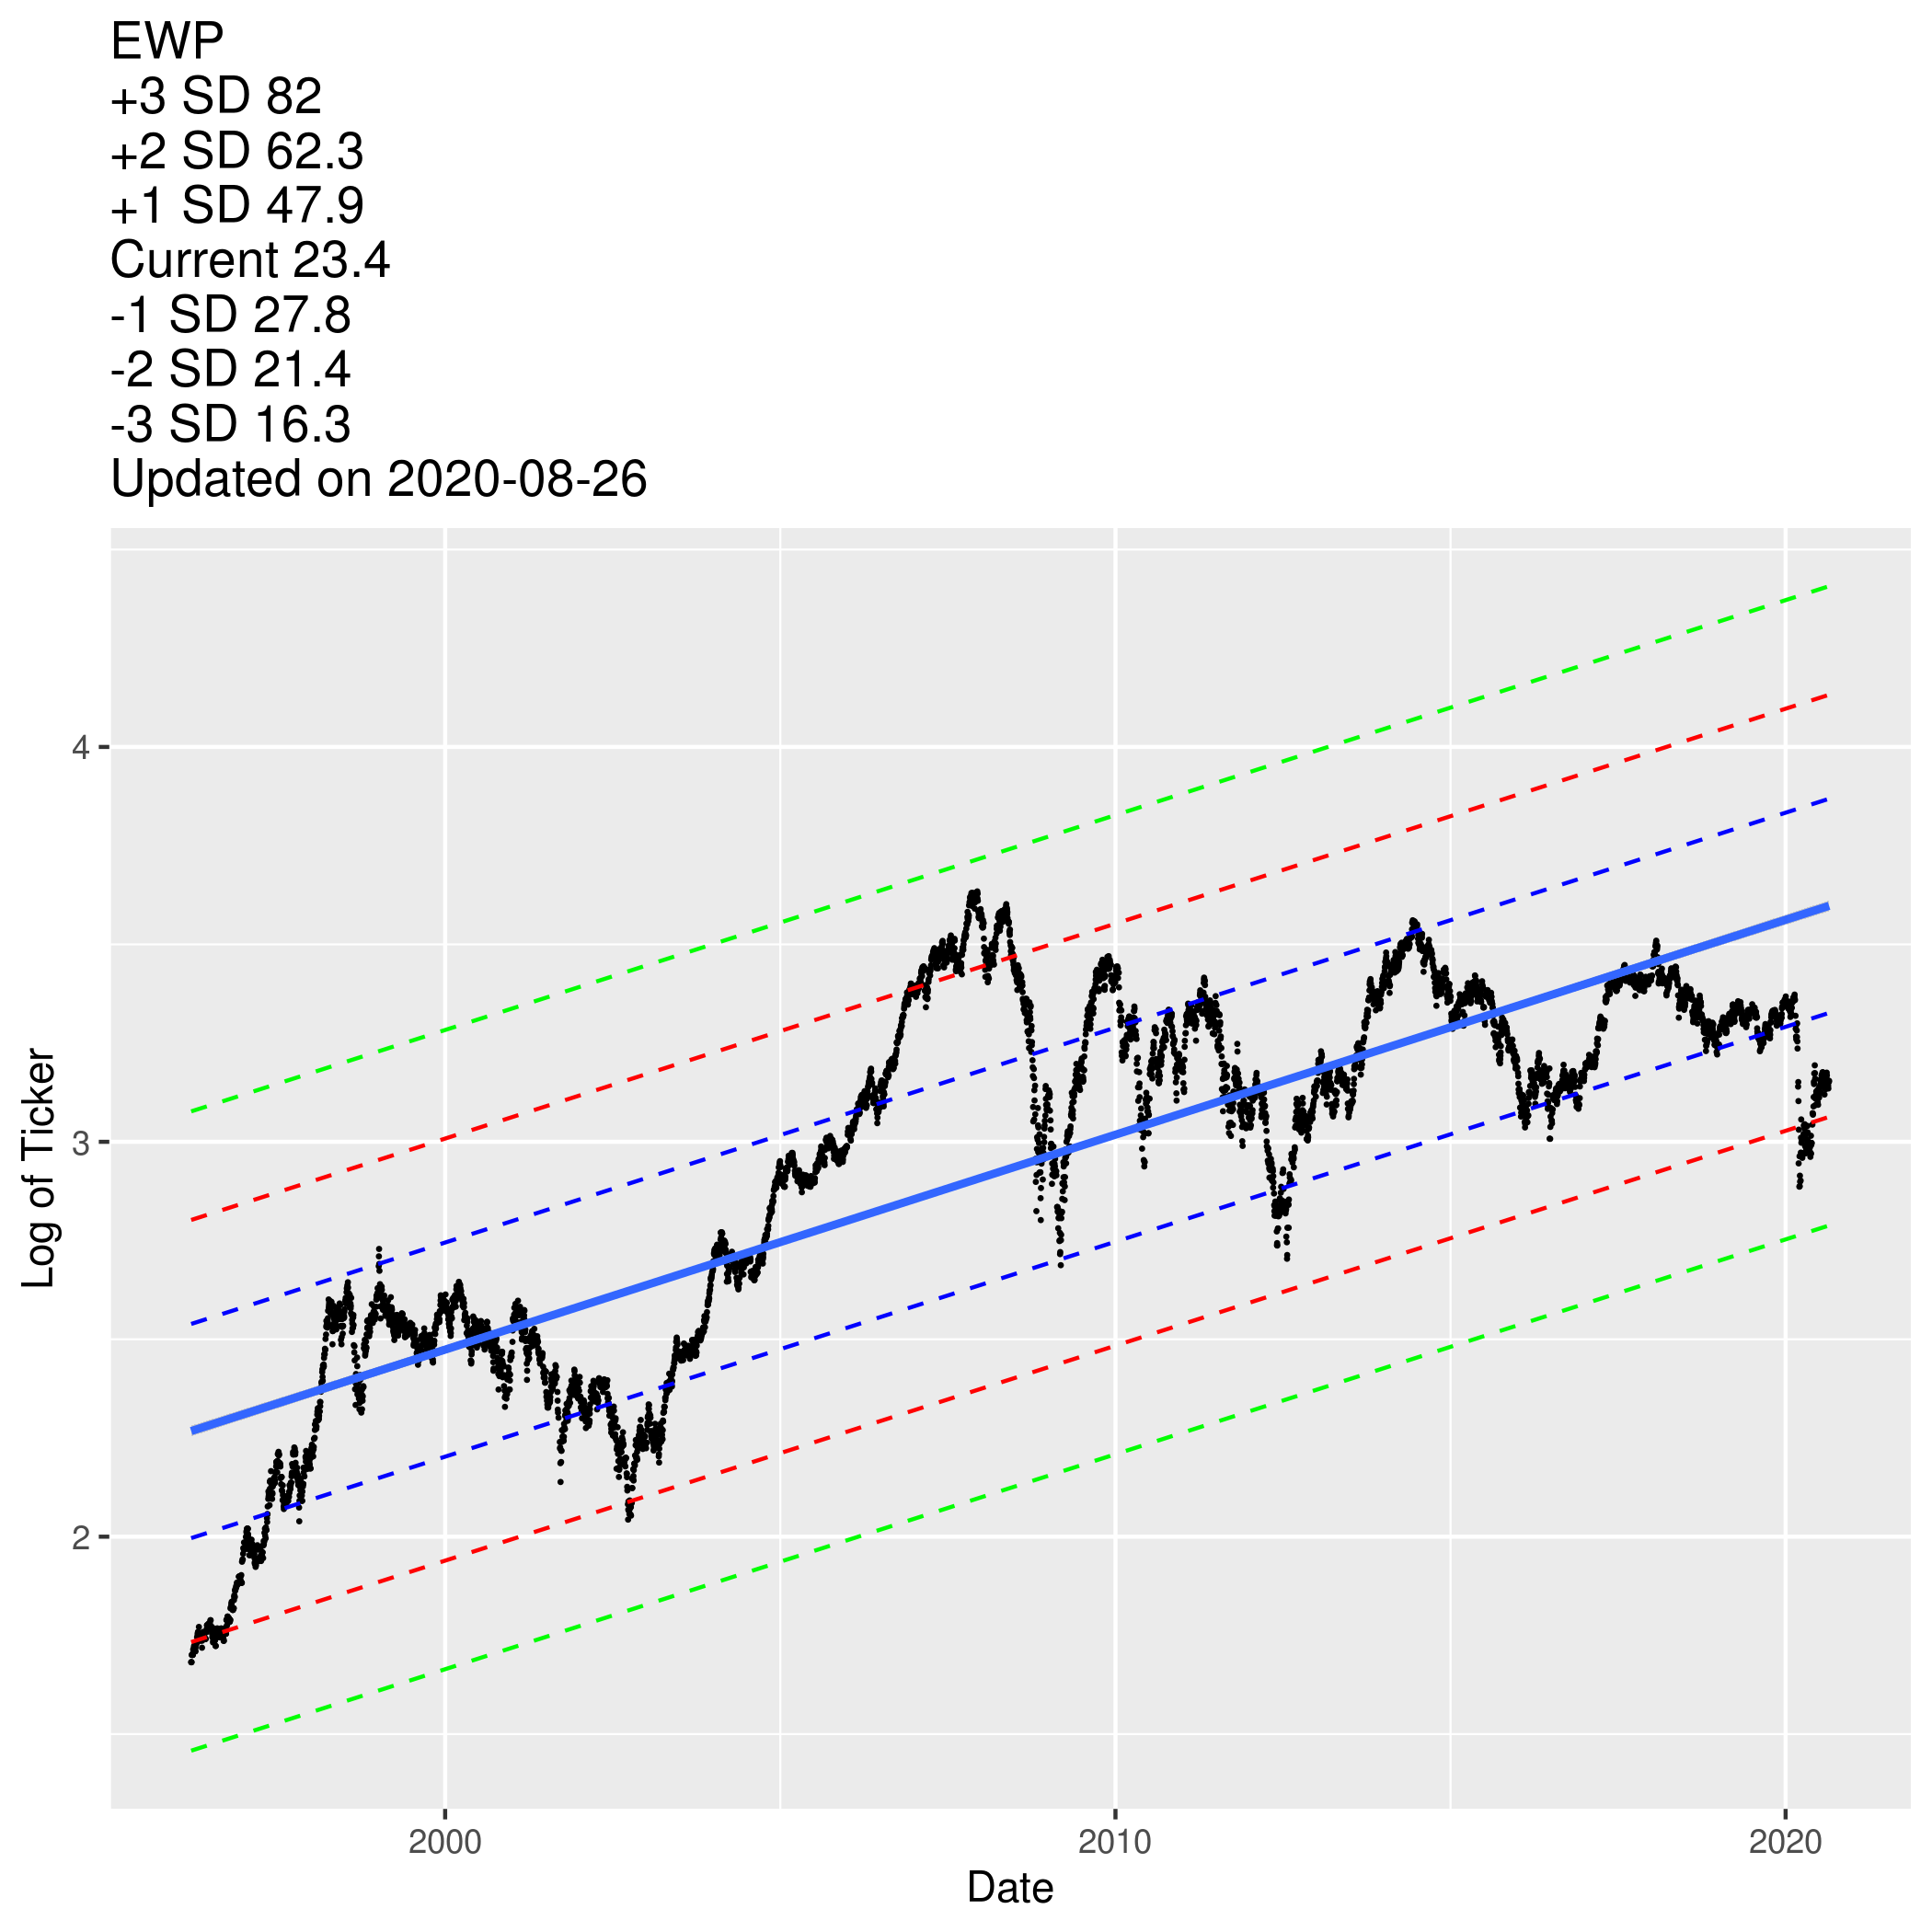 EWP
+3 SD 82
+2 SD 62.3
+1 SD 47.9
Current 23.4
-1 SD 27.8
-2 SD 21.4
-3 SD 16.3
Updated on 2020-08-26
4
3
2
Log of Ticker
2000 2010 2020
Date